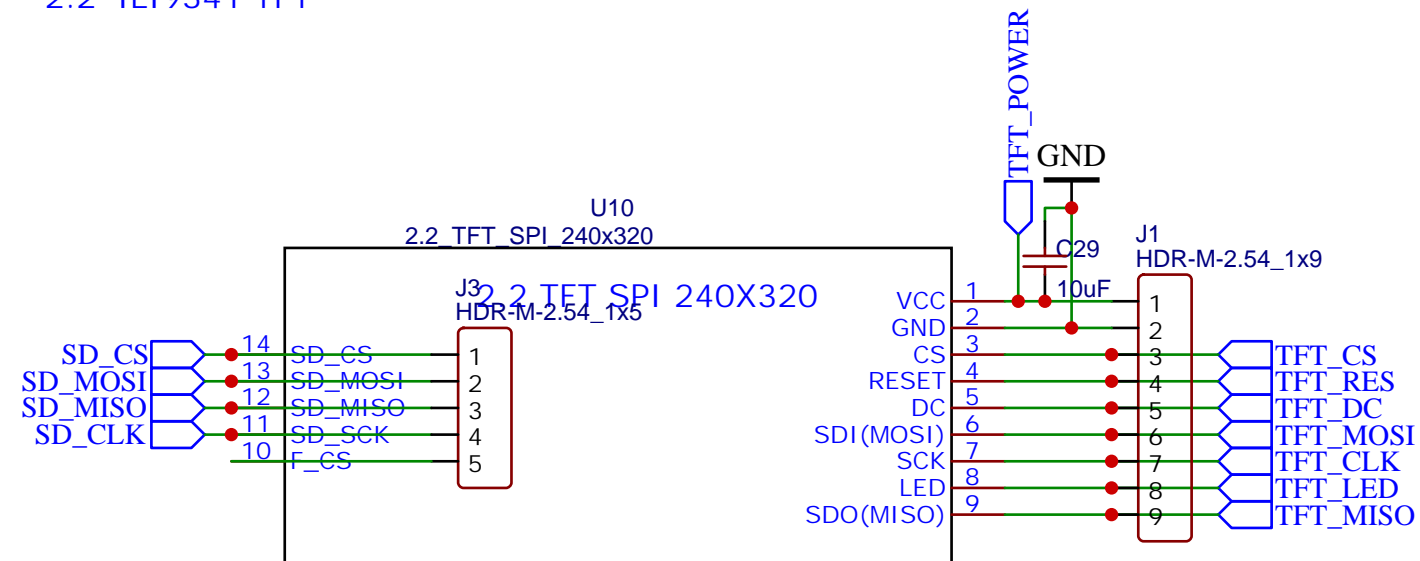 2.2 ILI9341 TFT
TFT_POWER
GND
U10
2.2_TFT_SPI_240x320
C29
10uF
J1
HDR-M-2.54_1x9
J3
HDR-M-2.54_1x5
2.2 TFT SPI 240X320
VCC 1 1
GND 2 2
SD_CS 14 SD_CS 1 CS 3 3 TFT_CS
SD_MOSI 13 SD_MOSI 2 RESET 4 4 TFT_RES
SD_MISO 12 SD_MISO 3 DC 5 5 TFT_DC
SD_CLK 11 SD_SCK 4 SDI(MOSI) 6 6 TFT_MOSI
10 F_CS 5 SCK 7 7 TFT_CLK
LED 8 8 TFT_LED
SDO(MISO) 9 9 TFT_MISO